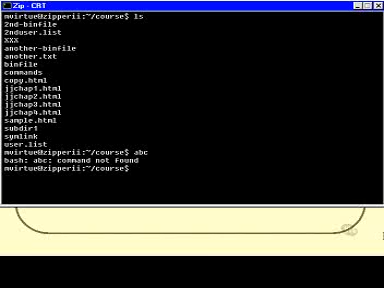 Zip - CRT
mvirtue@zipperii:~/course$ ls
2nd-binfile
2nduser.list
XXX
another-binfile
another.txt
binfile
commands
copy.html
jjchap1.html
jjchap2.html
jjchap3.html
jjchap4.html
sample.html
subdir1
symlink
user.list
mvirtue@zipperii:~/course$ abc
bash: abc: command not found
mvirtue@zipperii:~/course$